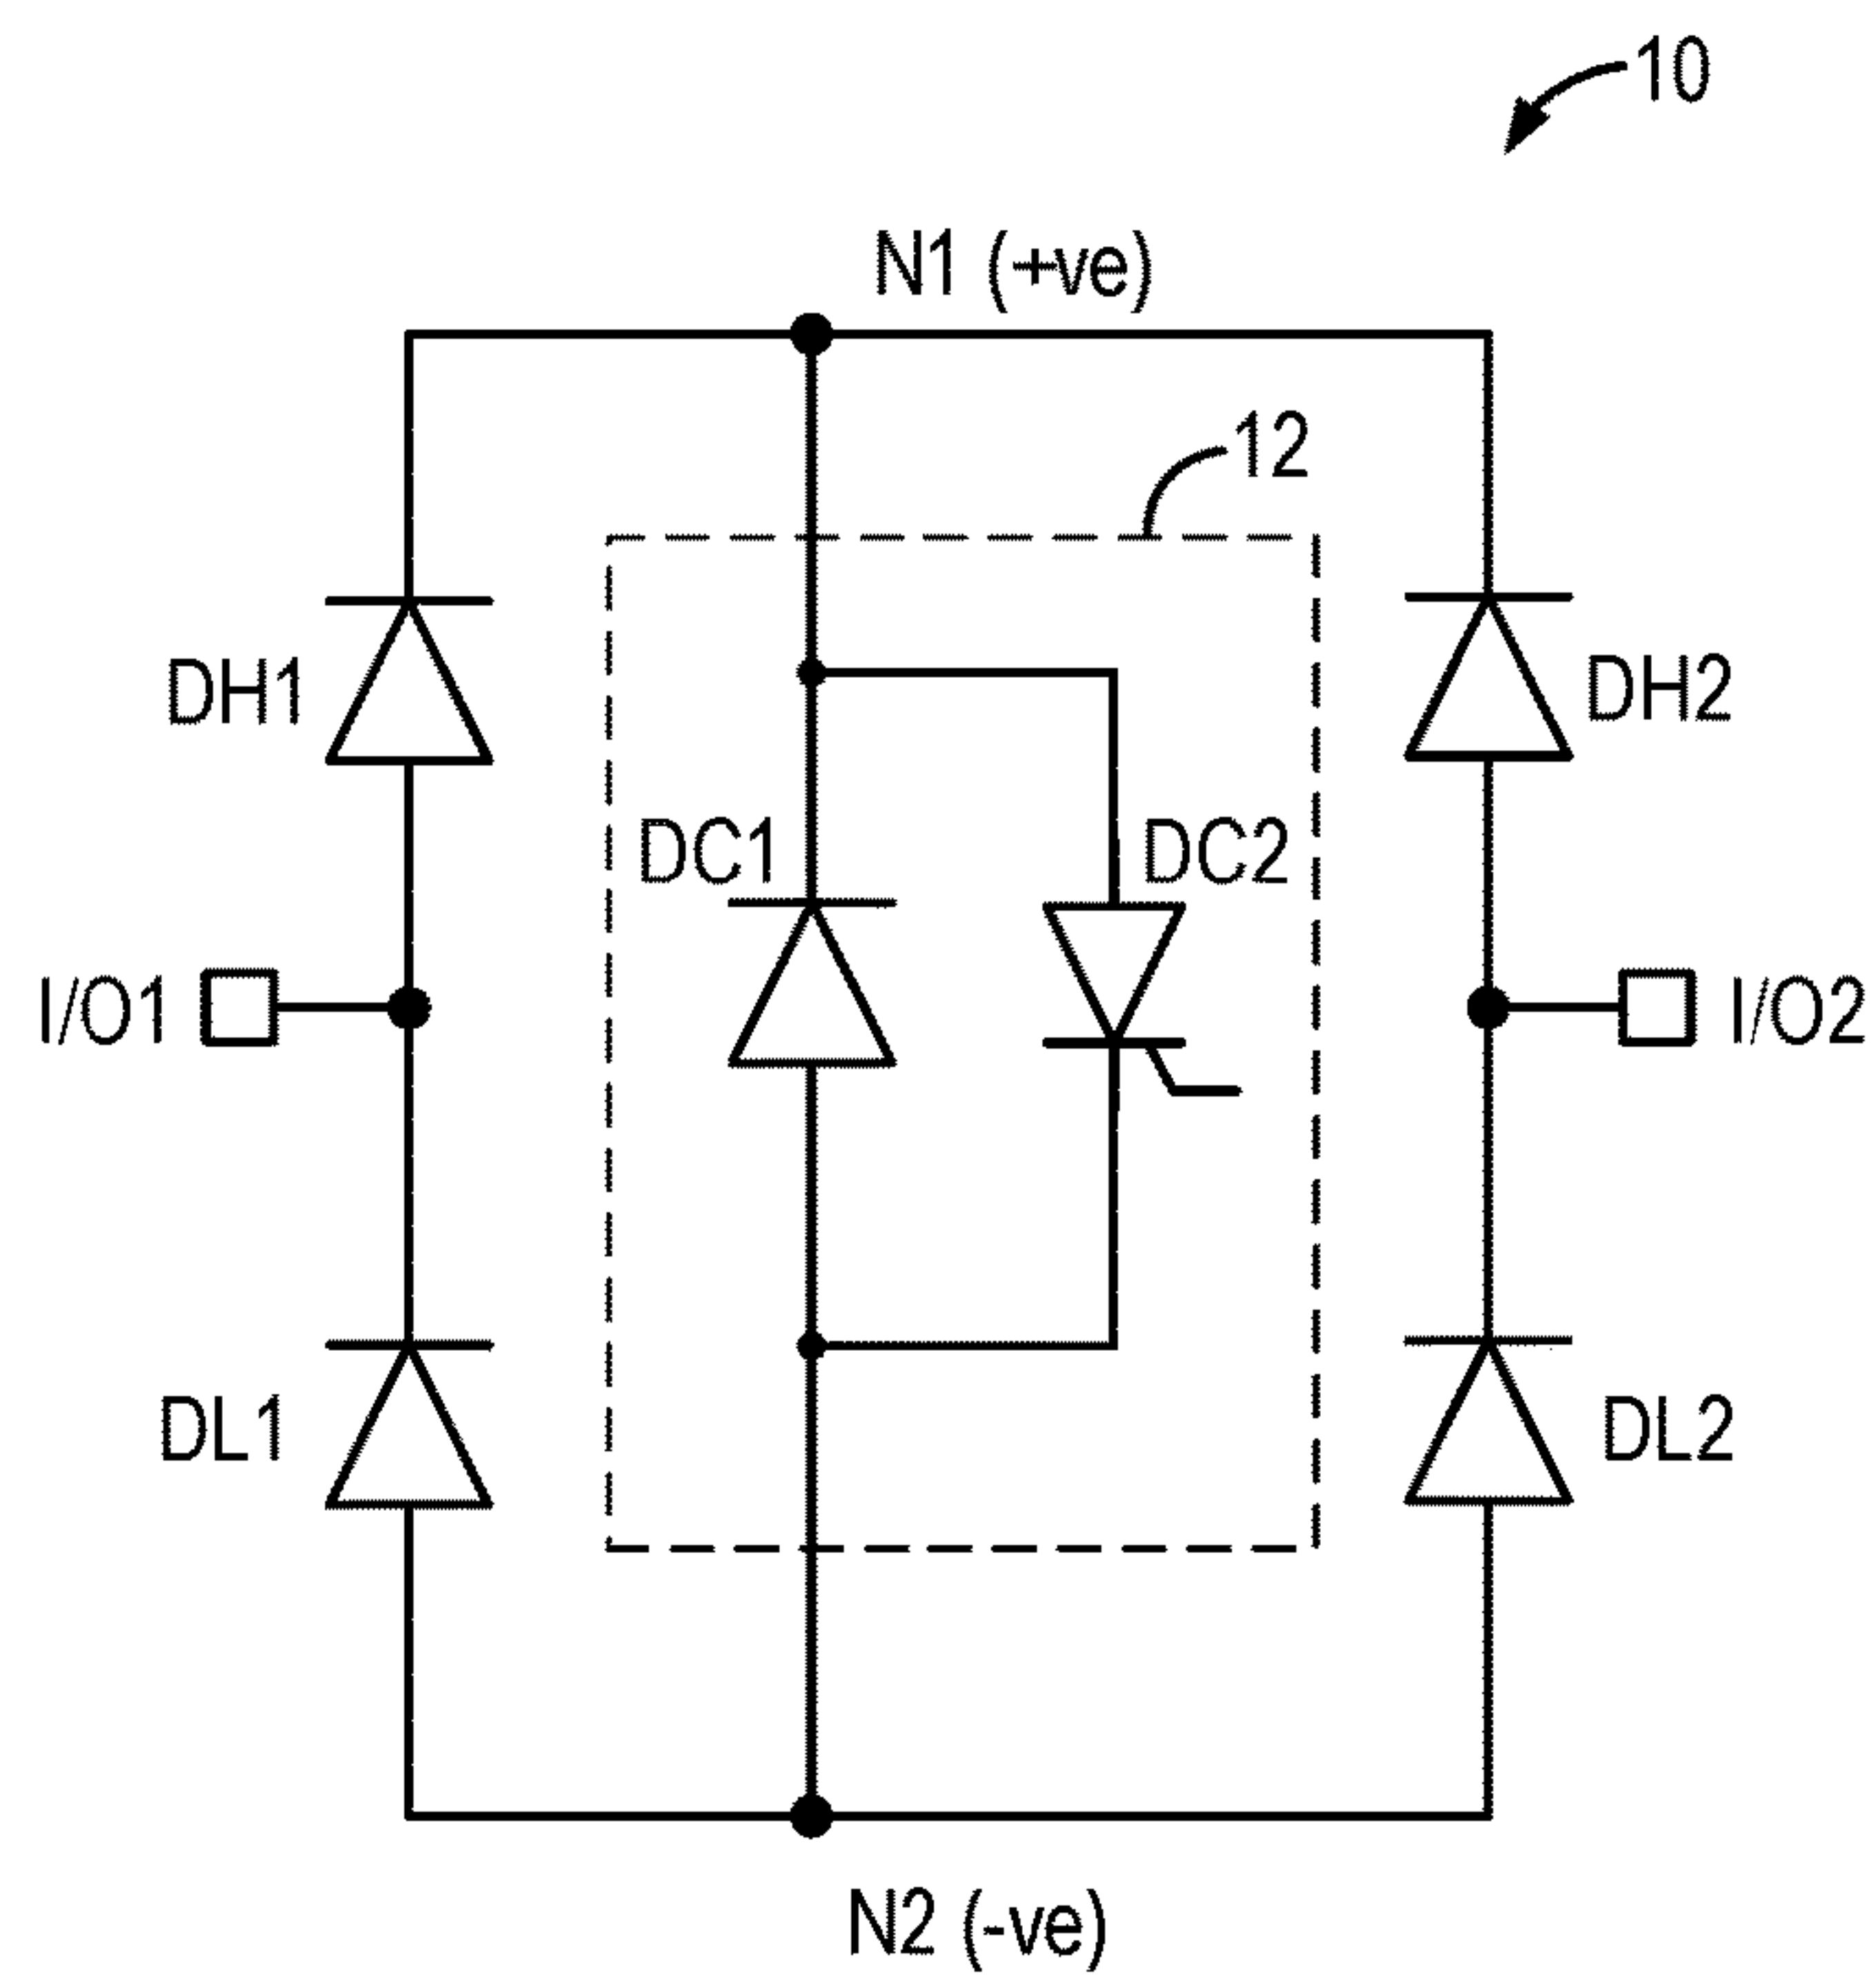 10
N1 (+ve)
12
DH1
DH2
DC1
DC2
I/O1
I/O2
DL1
DL2
N2 (-ve)